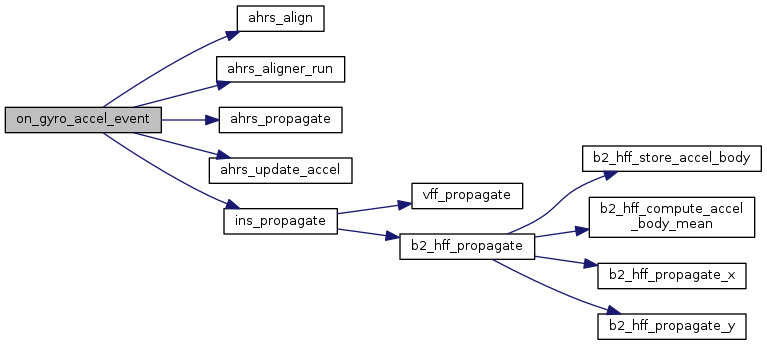 ahrs_align
ahrs_aligner_run
on_gyro_accel_event
ahrs_propagate
ahrs_update_accel
ins_propagate
vff_propagate
b2_hff_propagate
b2_hff_store_accel_body
b2_hff_compute_accel
_body_mean
b2_hff_propagate_x
b2_hff_propagate_y